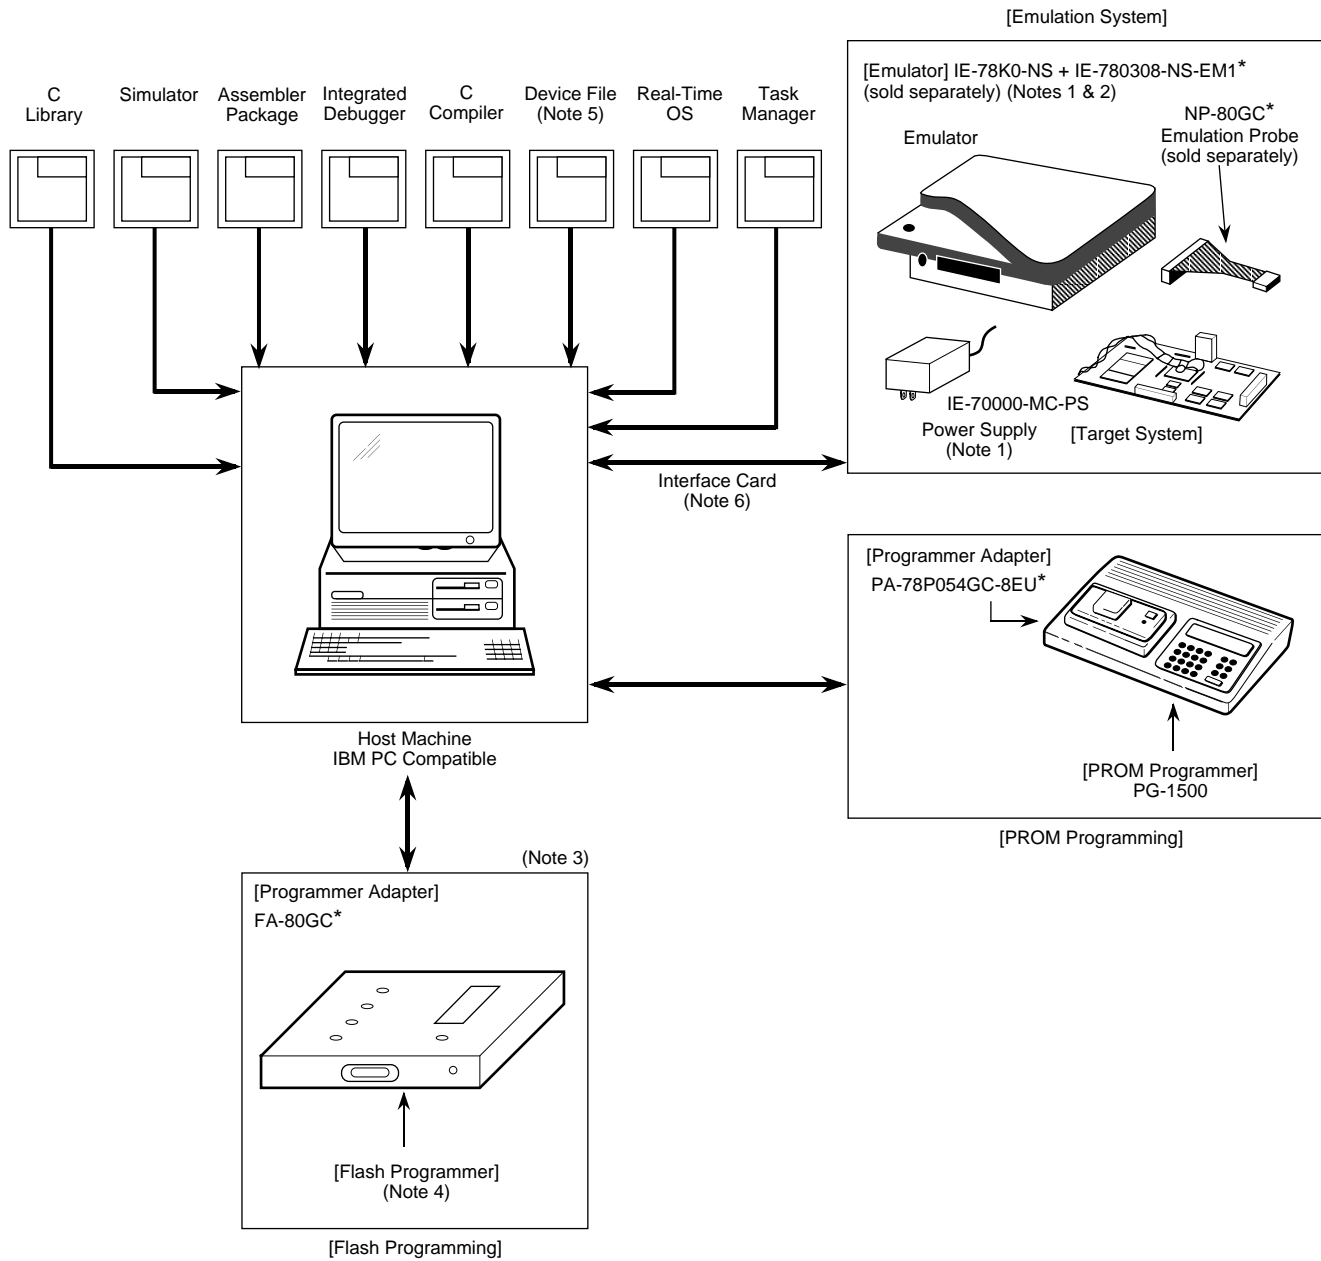 [Emulation System]
C
Library
Simulator
Assembler
Package
Integrated
Debugger
C
Compiler
Device File
(Note 5)
Real-Time
OS
Task
Manager
[Emulator] IE-78K0-NS + IE-780308-NS-EM1*
(sold separately) (Notes 1 & 2)
Emulator
NP-80GC*
Emulation Probe
(sold separately)
IE-70000-MC-PS
Power Supply
(Note 1)
[Target System]
Interface Card
(Note 6)
[Programmer Adapter]
PA-78P054GC-8EU*
[PROM Programmer]
PG-1500
[PROM Programming]
Host Machine
IBM PC Compatible
(Note 3)
[Programmer Adapter]
FA-80GC*
[Flash Programmer]
(Note 4)
[Flash Programming]